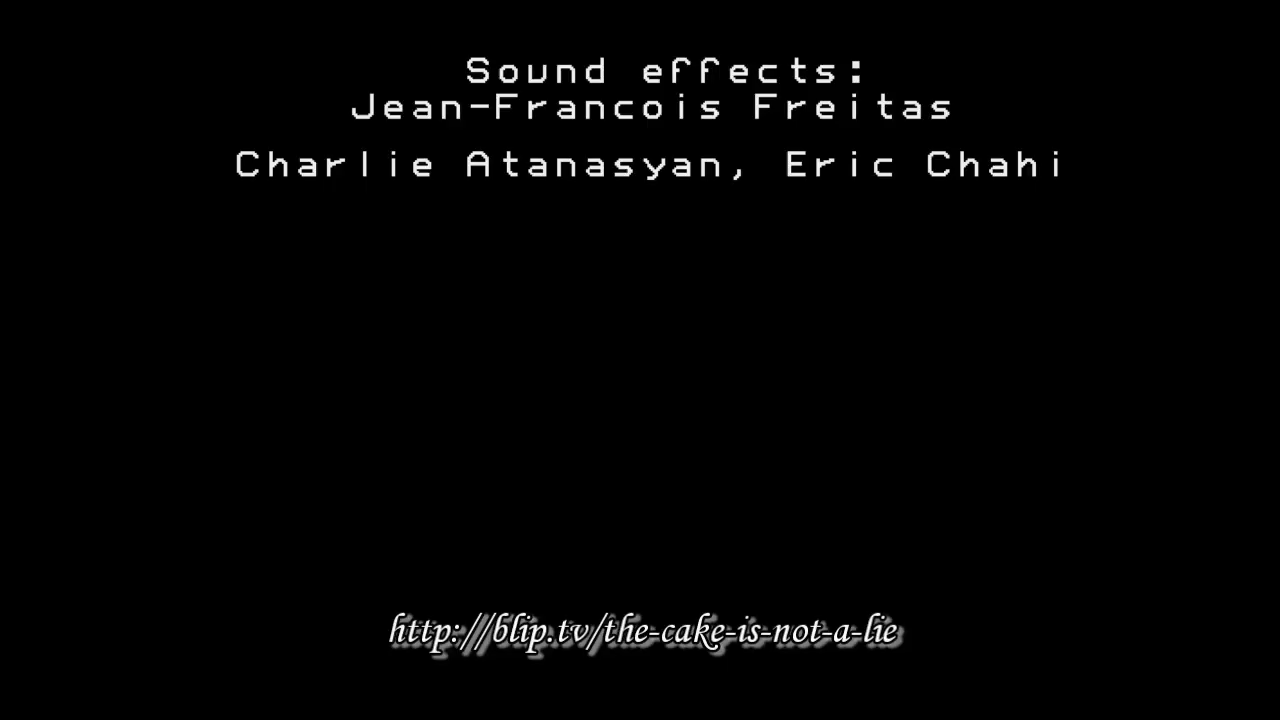 Sound effects:
Jean-Francois Freitas
Charlie Atanasyan, Eric Chahi
http://blip.tv/the-cake-is-not-a-lie